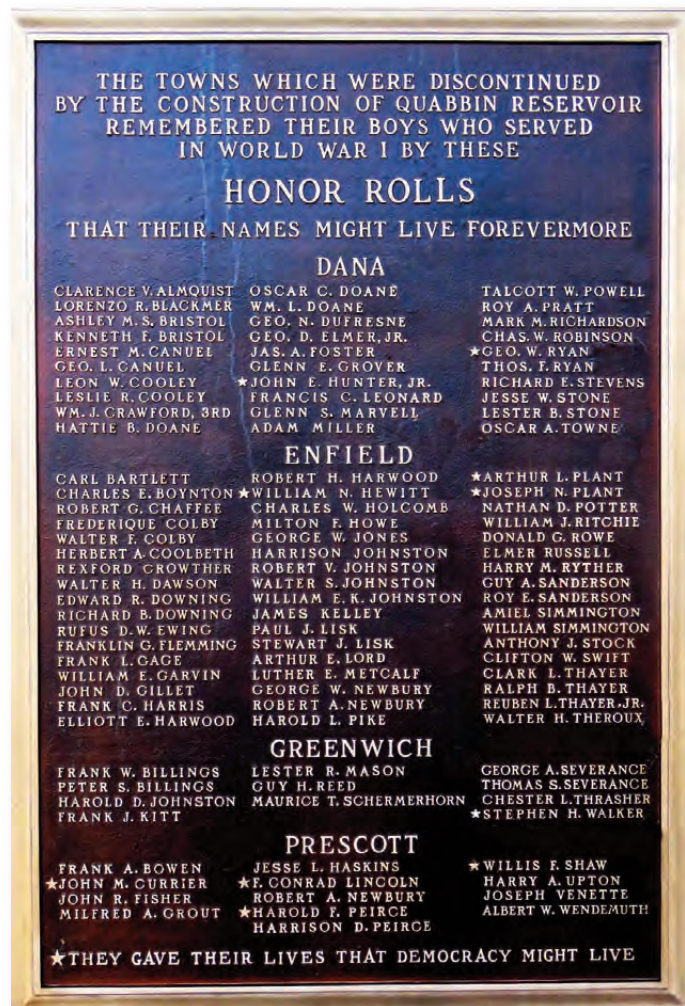 THE TOWNS WHICH WERE DISCONTINUED
BY THE CONSTRUCTION OF QUABBIN RESERVOIR
REMEMBERED THEIR BOYS WHO SERVED
IN WORLD WAR I BY THESE
HONOR ROLLS
THAT THEIR NAMES MIGHT LIVE FOREVERMORE
DANA
CLARENCE V. ALMQUIST
LORENZO R. BLACKMER
ASHLEY M. S. BRISTOL
KENNETH F. BRISTOL
ERNEST M. CANUEL
GEO. L. CANUEL
LEON W. COOLEY
LESLIE R. COOLEY
WM. J. CRAWFORD, 3RD
HATTIE B. DOANE
OSCAR C. DOANE
WM. L. DOANE
GEO. N. DUFRESNE
GEO. D. ELMER, JR.
JAS. A. FOSTER
GLENN E. GROVER
★JOHN E. HUNTER, JR.
FRANCIS C. LEONARD
GLENN S. MARVELL
ADAM MILLER
TALCOTT W. POWELL
ROY A. PRATT
MARK M. RICHARDSON
CHAS. W. ROBINSON
★GEO. W. RYAN
THOS. F. RYAN
RICHARD E. STEVENS
JESSE W. STONE
LESTER B. STONE
OSCAR A. TOWNE
ENFIELD
CARL BARTLETT
CHARLES E. BOYNTON
ROBERT G. CHAFFEE
FREDERIQUE COLBY
WALTER F. COLBY
HERBERT A. COOLBETH
REXFORD CROWTHER
WALTER H. DAWSON
EDWARD R. DOWNING
RICHARD B. DOWNING
RUFUS D. W. EWING
FRANKLIN G. FLEMMING
FRANK L. GAGE
WILLIAM E. GARVIN
JOHN D. GILLET
FRANK C. HARRIS
ELLIOTT E. HARWOOD
ROBERT H. HARWOOD
★WILLIAM N. HEWITT
CHARLES W. HOLCOMB
MILTON F. HOWE
GEORGE W. JONES
HARRISON JOHNSTON
ROBERT V. JOHNSTON
WALTER S. JOHNSTON
WILLIAM E. K. JOHNSTON
JAMES KELLEY
PAUL J. LISK
STEWART J. LISK
ARTHUR E. LORD
LUTHER E. METCALF
GEORGE W. NEWBURY
ROBERT A. NEWBURY
HAROLD L. PIKE
★ARTHUR L. PLANT
★JOSEPH N. PLANT
NATHAN D. POTTER
WILLIAM J. RITCHIE
DONALD G. ROWE
ELMER RUSSELL
HARRY M. RYTHER
GUY A. SANDERSON
ROY E. SANDERSON
AMIEL SIMMINGTON
WILLIAM SIMMINGTON
ANTHONY J. STOCK
CLIFTON W. SWIFT
CLARK L. THAYER
RALPH B. THAYER
REUBEN L. THAYER, JR.
WALTER H. THEROUX
GREENWICH
FRANK W. BILLINGS
PETER S. BILLINGS
HAROLD D. JOHNSTON
FRANK J. KITT
LESTER R. MASON
GUY H. REED
MAURICE T. SCHERMERHORN
GEORGE A. SEVERANCE
THOMAS S. SEVERANCE
CHESTER L. THRASHER
★STEPHEN H. WALKER
PRESCOTT
FRANK A. BOWEN
★JOHN M. CURRIER
JOHN R. FISHER
MILFRED A. GROUT
JESSE L. HASKINS
★F. CONRAD LINCOLN
ROBERT A. NEWBURY
★HAROLD F. PEIRCE
HARRISON D. PEIRCE
★WILLIS F. SHAW
HARRY A. UPTON
JOSEPH VENETTE
ALBERT W. WENDEMUTH
★THEY GAVE THEIR LIVES THAT DEMOCRACY MIGHT LIVE